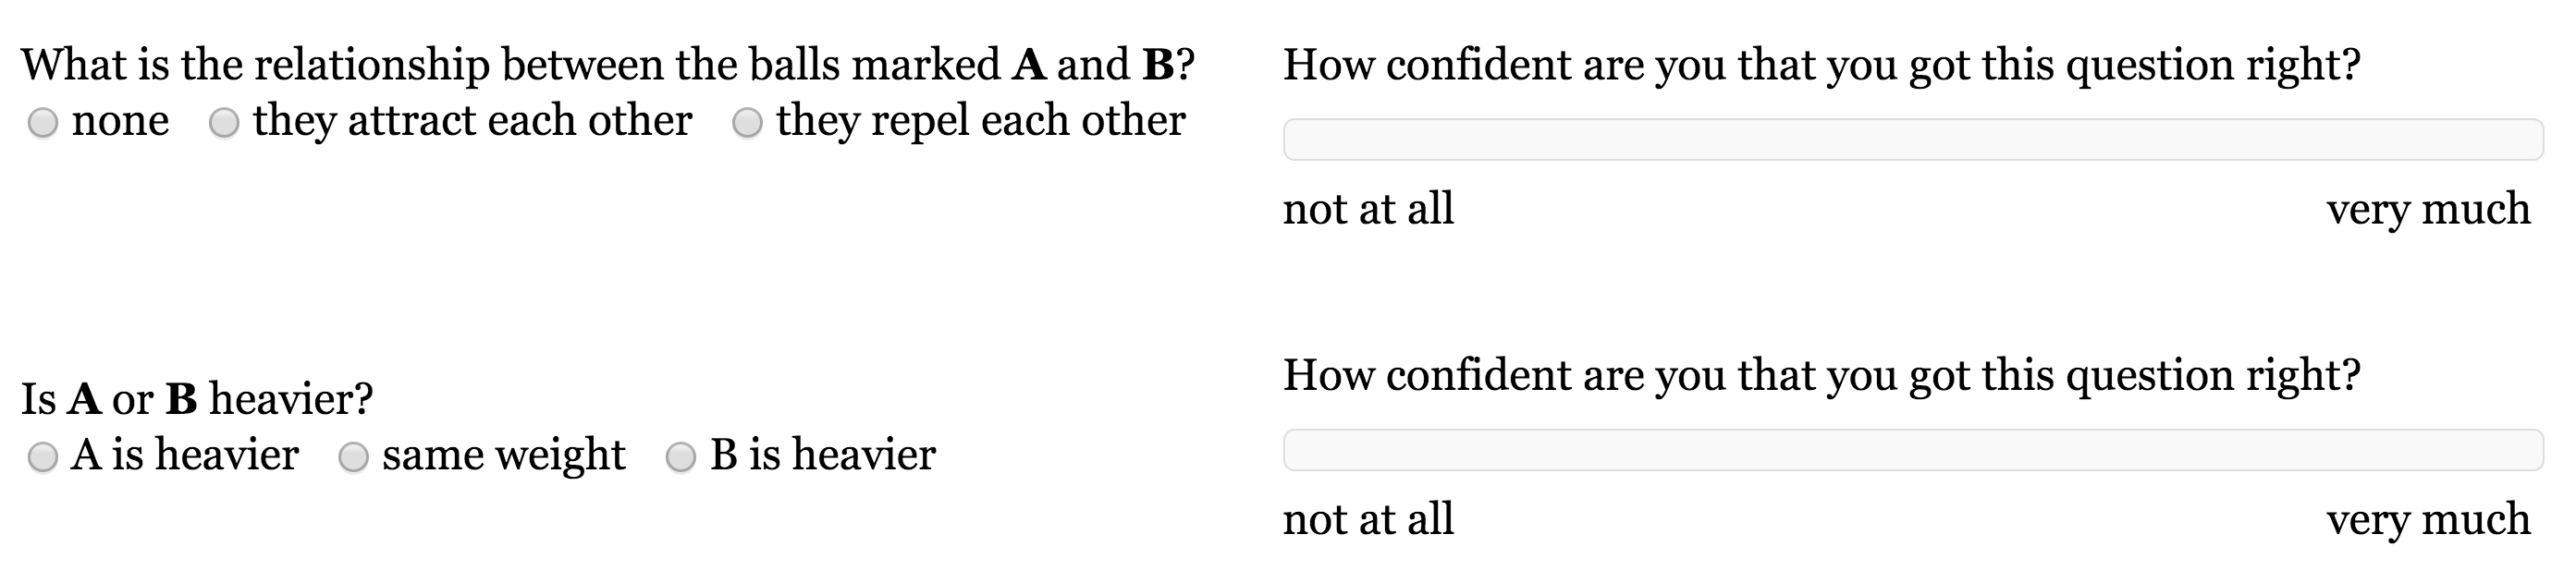 What is the relationship between the balls marked A and B?
none they attract each other they repel each other
How confident are you that you got this question right?
not at all very much
Is A or B heavier?
A is heavier same weight B is heavier
How confident are you that you got this question right?
not at all very much